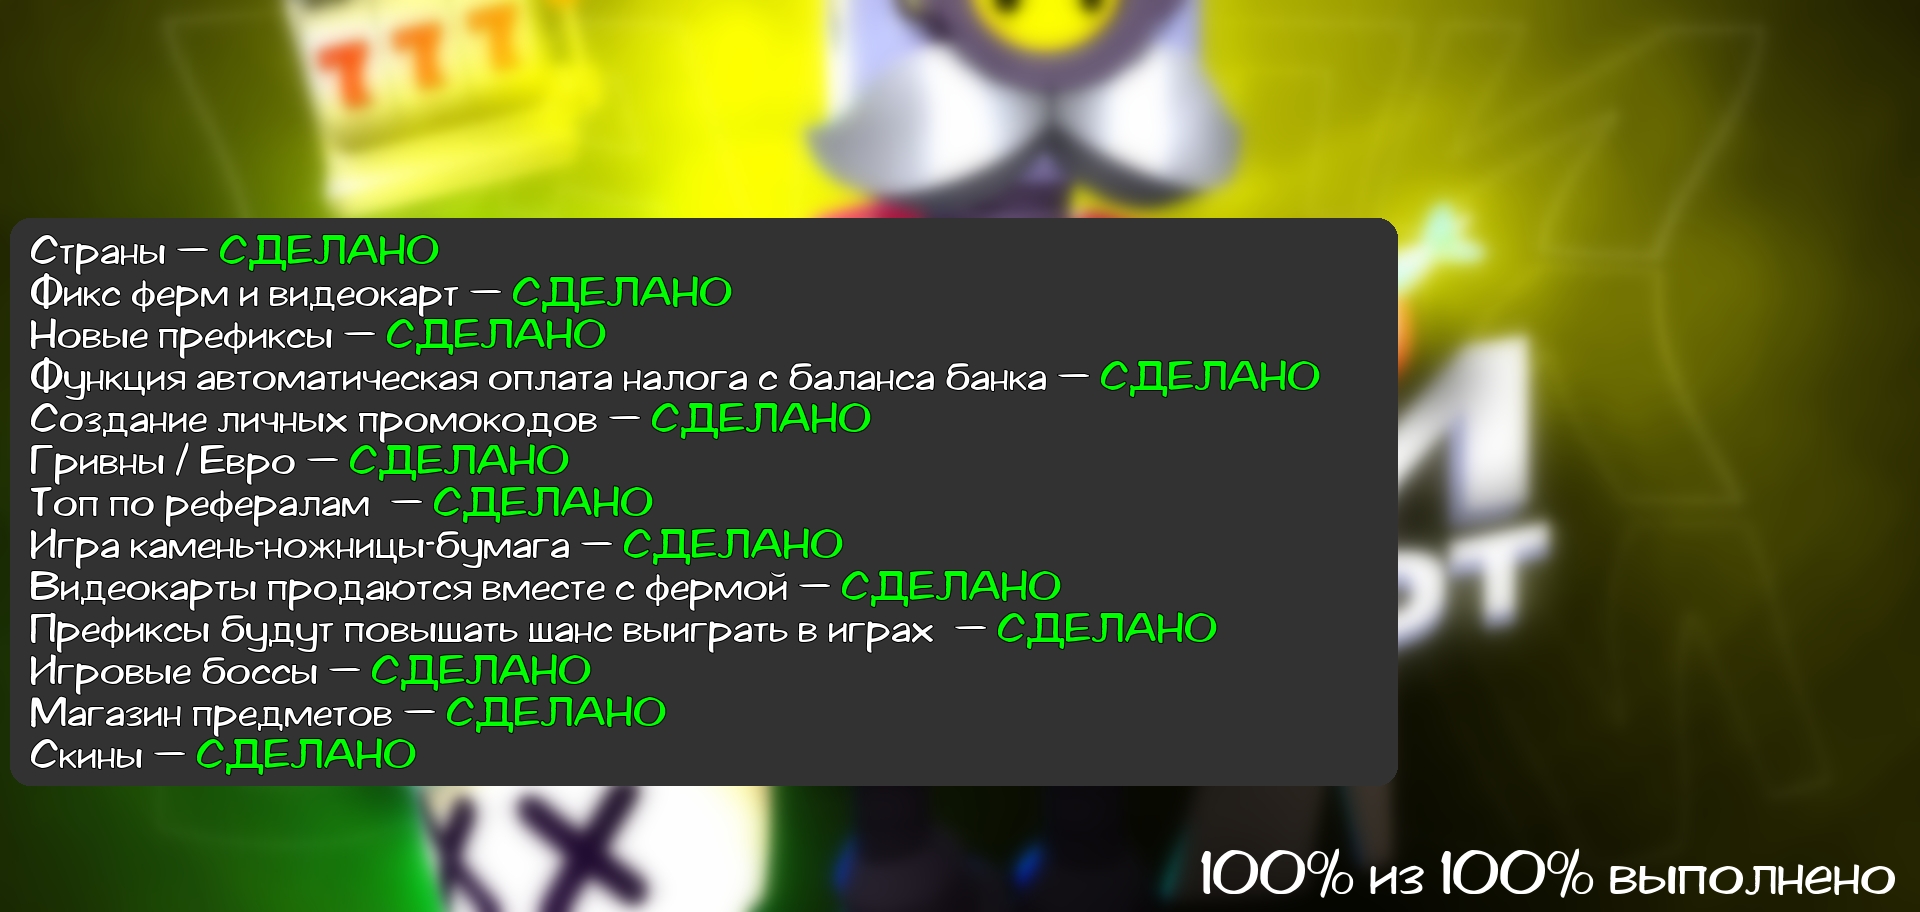 777
Страны — СДЕЛАНО
Фикс ферм и видеокарт — СДЕЛАНО
Новые префиксы — СДЕЛАНО
Функция автоматическая оплата налога с баланса банка — СДЕЛАНО
Создание личных промокодов — СДЕЛАНО
Гривны / Евро — СДЕЛАНО
Топ по рефералам — СДЕЛАНО
Игра камень-ножницы-бумага — СДЕЛАНО
Видеокарты продаются вместе с фермой — СДЕЛАНО
Префиксы будут повышать шанс выиграть в играх — СДЕЛАНО
Игровые боссы — СДЕЛАНО
Магазин предметов — СДЕЛАНО
Скины — СДЕЛАНО
100% из 100% выполнено